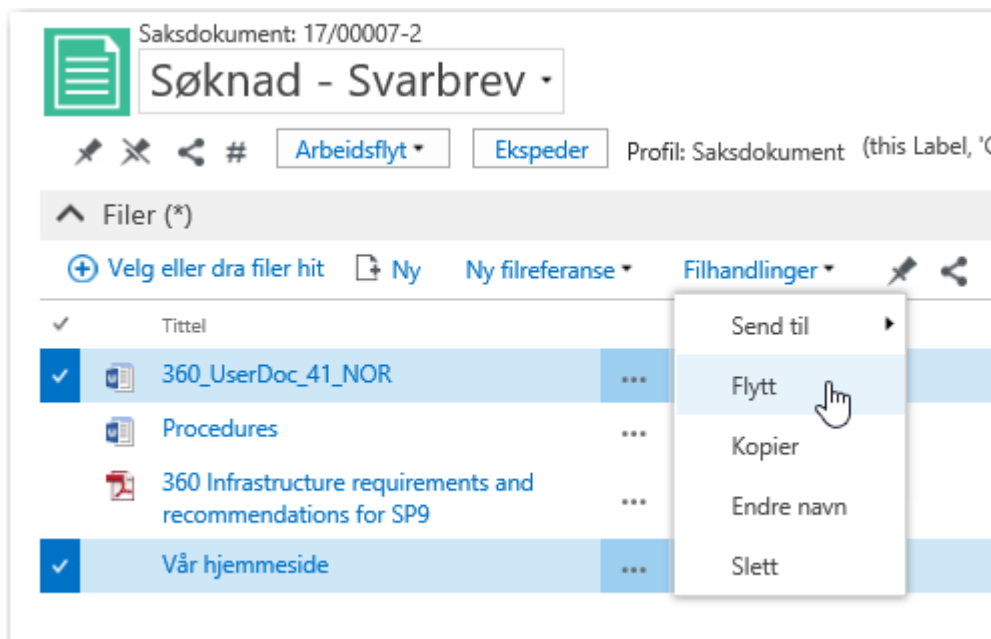 Saksdokument: 17/00007-2
Søknad - Svarbrev
# Arbeidsflyt Ekspeder Profil: Saksdokument (this Label, '
Filer (*)
Velg eller dra filer hit Ny Ny filreferanse Filhandlinger
Tittel
Send til
360_UserDoc_41_NOR ...
Flytt
Procedures ...
Kopier
360 Infrastructure requirements and
recommendations for SP9 ...
Endre navn
Vår hjemmeside ...
Slett